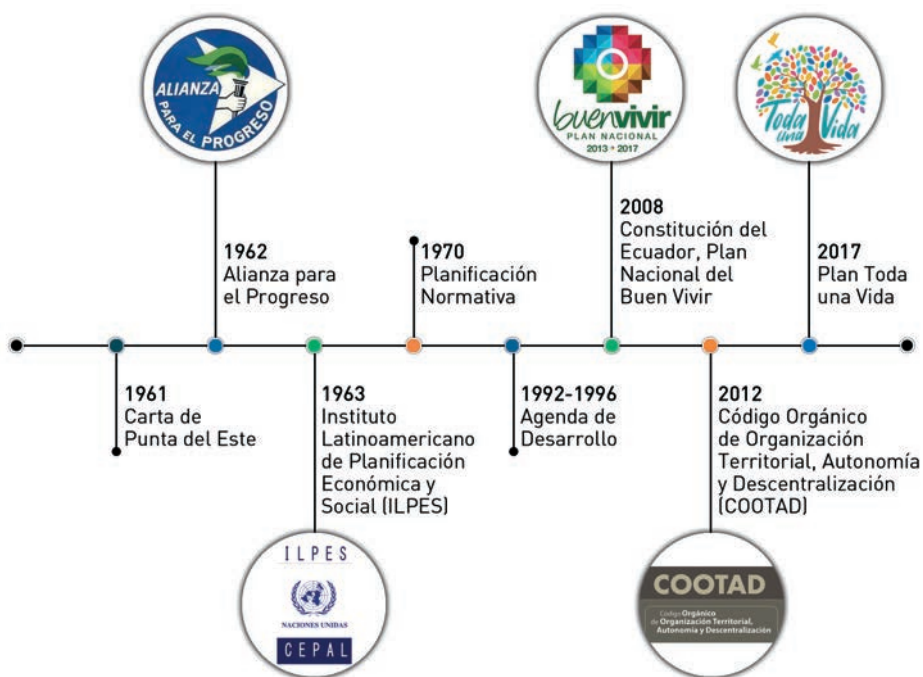 ALIANZA
PARA EL PROGRESO
buenvivir
PLAN NACIONAL
2013 • 2017
Toda
una Vida
1962
Alianza para
el Progreso
1970
Planificación
Normativa
2008
Constitución del
Ecuador, Plan
Nacional del
Buen Vivir
2017
Plan Toda
una Vida
1961
Carta de
Punta del Este
1963
Instituto
Latinoamericano
de Planificación
Económica y
Social (ILPES)
1992-1996
Agenda de
Desarrollo
2012
Código Orgánico
de Organización
Territorial, Autonomía
y Descentralización
(COOTAD)
ILPES
NACIONES UNIDAS
CEPAL
COOTAD
Código Orgánico
de Organización Territorial,
Autonomía y Descentralización